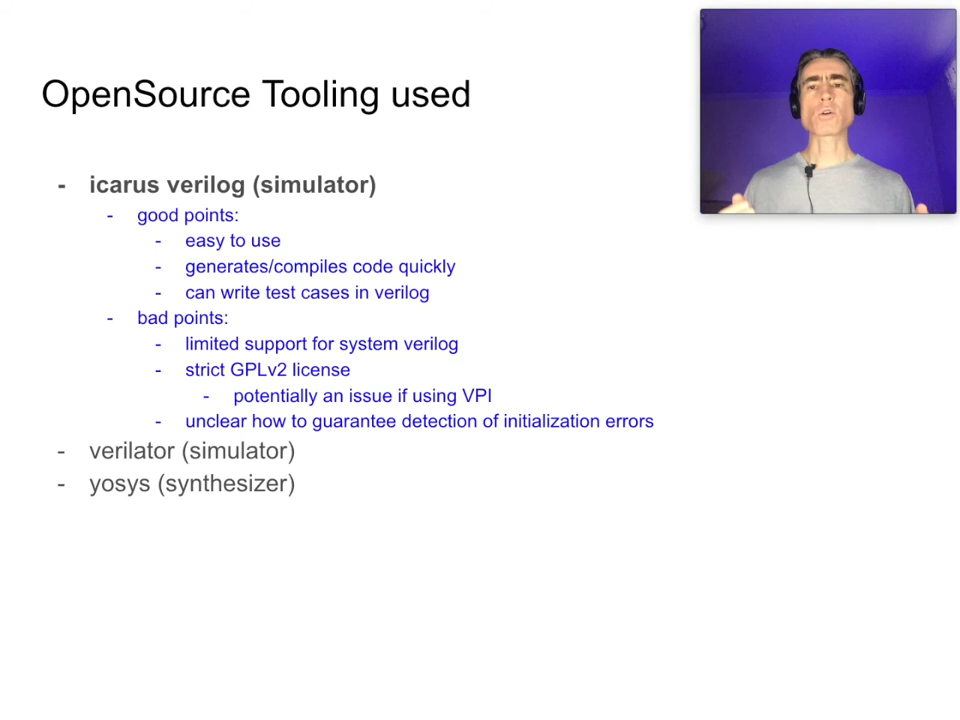 OpenSource Tooling used
- icarus verilog (simulator)
- good points:
- easy to use
- generates/compiles code quickly
- can write test cases in verilog
- bad points:
- limited support for system verilog
- strict GPLv2 license
- potentially an issue if using VPI
- unclear how to guarantee detection of initialization errors
- verilator (simulator)
- yosys (synthesizer)